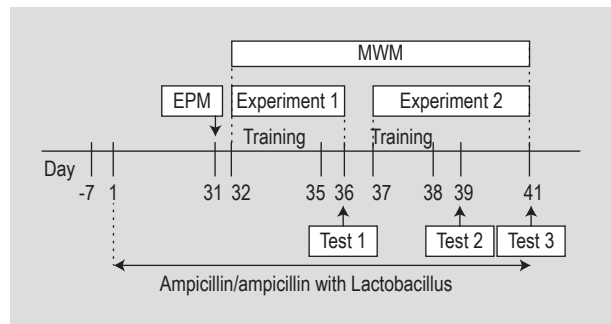 MWM
EPM Experiment 1 Experiment 2
Training Training
Day
-7 1 31 32 35 36 37 38 39 41
Test 1 Test 2 Test 3
Ampicillin/ampicillin with Lactobacillus